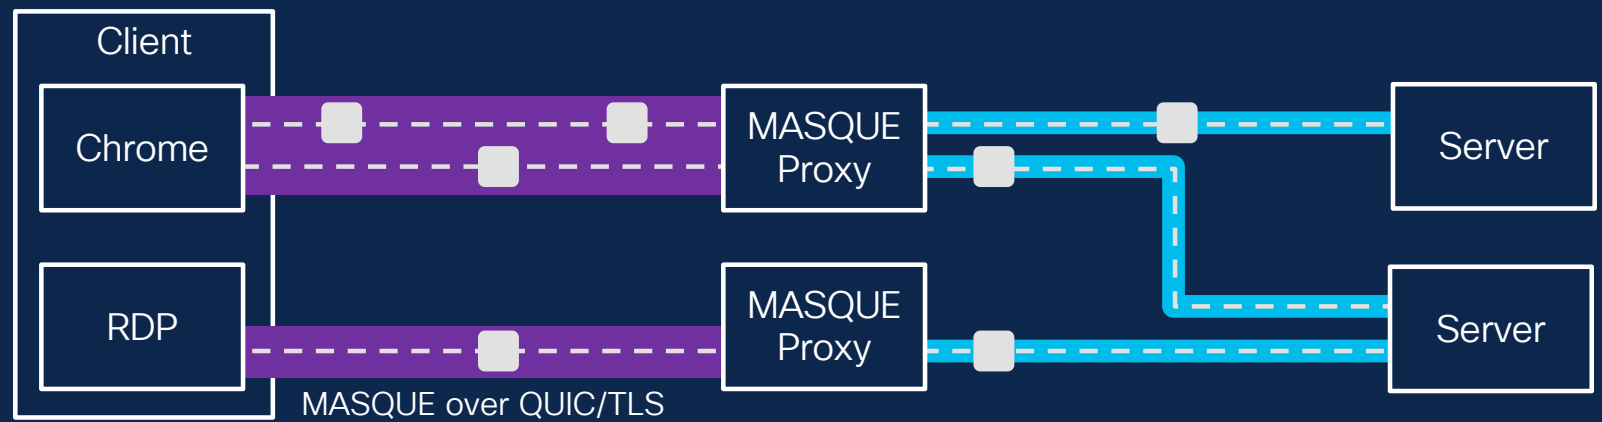 Client
Chrome
MASQUE
Proxy
Server
RDP
MASQUE
Proxy
Server
MASQUE over QUIC/TLS